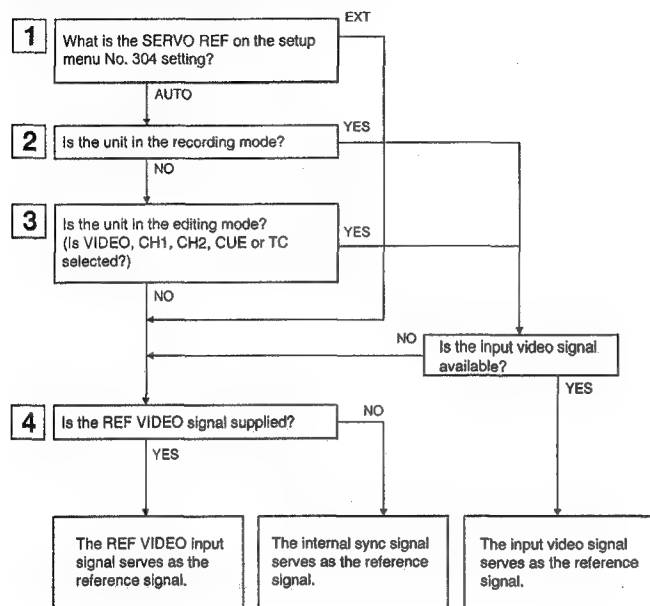 EXT
1
What is the SERVO REF on the setup
menu No. 304 setting?
AUTO
2
Is the unit in the recording mode?
YES
NO
3
Is the unit in the editing mode?
(Is VIDEO, CH1, CH2, CUE or TC
selected?)
YES
NO
NO
Is the input video signal
available?
YES
4
Is the REF VIDEO signal supplied?
NO
YES
The REF VIDEO input
signal serves as the
reference signal.
The internal sync signal
serves as the reference
signal.
The input video signal
serves as the reference
signal.